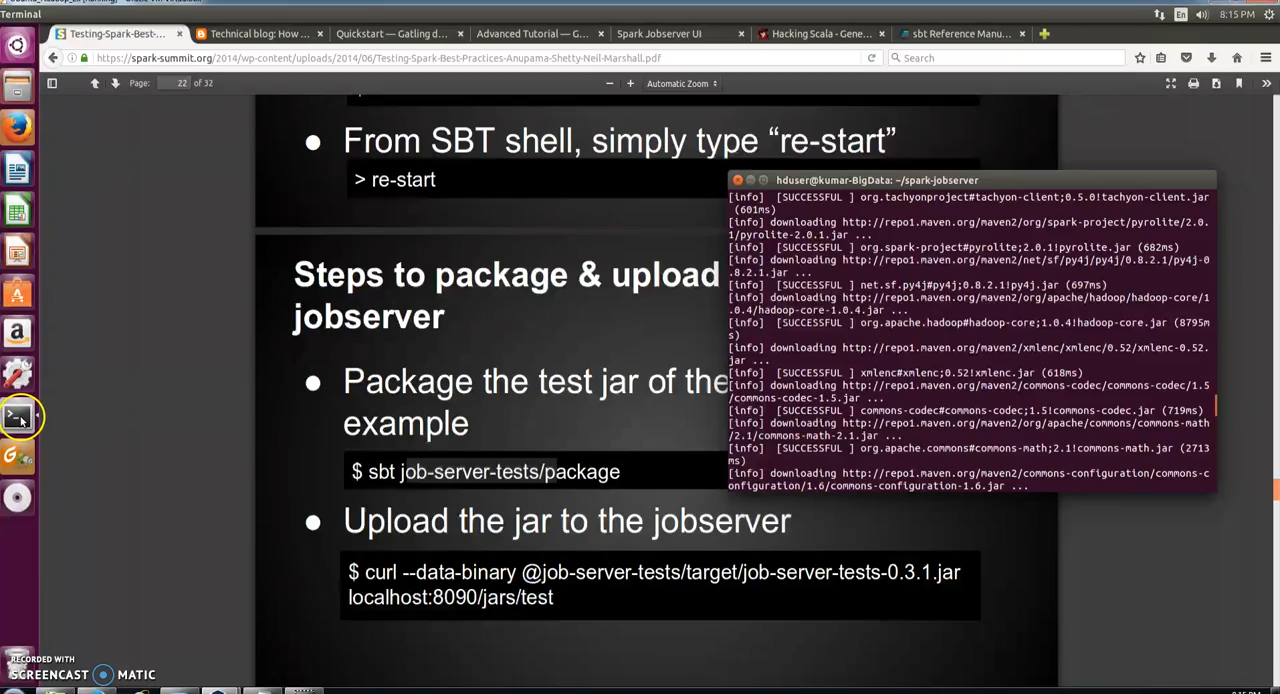 Terminal
En
8:15 PM
Testing-Spark-Best-...
Technical blog: How ...
Quickstart — Gatling d...
Advanced Tutorial — G...
Spark Jobserver UI
Hacking Scala - Gene...
sbt Reference Manu...
https://spark-summit.org/2014/wp-content/uploads/2014/06/Testing-Spark-Best-Practices-Anupama-Shetty-Neil-Marshall.pdf
Search
Page: 22 of 32
Automatic Zoom
● From SBT shell, simply type “re-start”
> re-start
Steps to package & upload
jobserver
● Package the test jar of the
example
$ sbt job-server-tests/package
● Upload the jar to the jobserver
$ curl --data-binary @job-server-tests/target/job-server-tests-0.3.1.jar
localhost:8090/jars/test
hduser@kumar-BigData: ~/spark-jobserver
[info] [SUCCESSFUL ] org.tachyonproject#tachyon-client;0.5.0!tachyon-client.jar
(601ms)
[info] downloading http://repo1.maven.org/maven2/org/spark-project/pyrolite/2.0.
1/pyrolite-2.0.1.jar ...
[info] [SUCCESSFUL ] org.spark-project#pyrolite;2.0.1!pyrolite.jar (682ms)
[info] downloading http://repo1.maven.org/maven2/net/sf/py4j/py4j/0.8.2.1/py4j-0
.8.2.1.jar ...
[info] [SUCCESSFUL ] net.sf.py4j#py4j;0.8.2.1!py4j.jar (697ms)
[info] downloading http://repo1.maven.org/maven2/org/apache/hadoop/hadoop-core/1
.0.4/hadoop-core-1.0.4.jar ...
[info] [SUCCESSFUL ] org.apache.hadoop#hadoop-core;1.0.4!hadoop-core.jar (8795m
s)
[info] downloading http://repo1.maven.org/maven2/xmlenc/xmlenc/0.52/xmlenc-0.52.
jar ...
[info] [SUCCESSFUL ] xmlenc#xmlenc;0.52!xmlenc.jar (618ms)
[info] downloading http://repo1.maven.org/maven2/commons-codec/commons-codec/1.5
/commons-codec-1.5.jar ...
[info] [SUCCESSFUL ] commons-codec#commons-codec;1.5!commons-codec.jar (719ms)
[info] downloading http://repo1.maven.org/maven2/org/apache/commons/commons-math
/2.1/commons-math-2.1.jar ...
[info] [SUCCESSFUL ] org.apache.commons#commons-math;2.1!commons-math.jar (2713
ms)
[info] downloading http://repo1.maven.org/maven2/commons-configuration/commons-c
onfiguration/1.6/commons-configuration-1.6.jar ...
RECORDED WITH
SCREENCAST MATIC